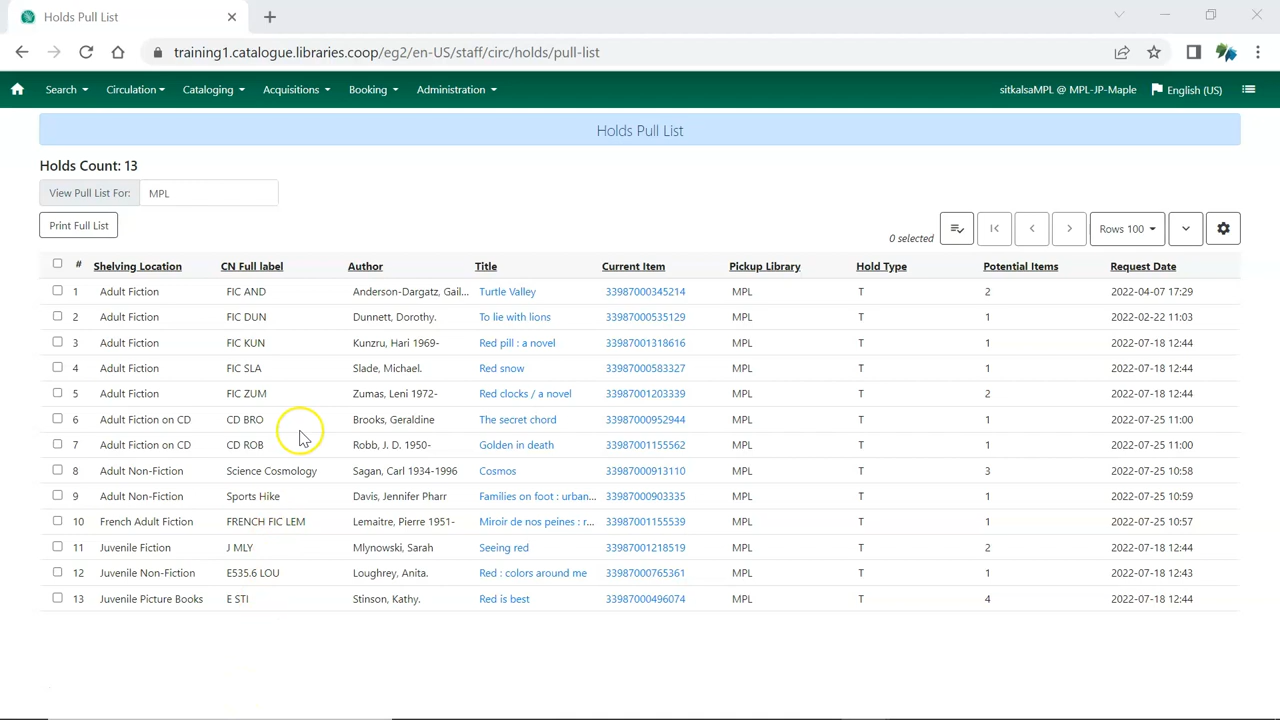 Holds Pull List
training1.catalogue.libraries.coop/eg2/en-US/staff/circ/holds/pull-list
Search Circulation Cataloging Acquisitions Booking Administration sitkalsaMPL @ MPL-JP-Maple English (US)
Holds Pull List
Holds Count: 13
View Pull List For: MPL
Print Full List 0 selected Rows 100
# Shelving Location CN Full label Author Title Current Item Pickup Library Hold Type Potential Items Request Date
1 Adult Fiction FIC AND Anderson-Dargatz, Gail... Turtle Valley 33987000345214 MPL T 2 2022-04-07 17:29
2 Adult Fiction FIC DUN Dunnett, Dorothy. To lie with lions 33987000535129 MPL T 1 2022-02-22 11:03
3 Adult Fiction FIC KUN Kunzru, Hari 1969- Red pill : a novel 33987001318616 MPL T 1 2022-07-18 12:44
4 Adult Fiction FIC SLA Slade, Michael. Red snow 33987000583327 MPL T 1 2022-07-18 12:44
5 Adult Fiction FIC ZUM Zumas, Leni 1972- Red clocks / a novel 33987001203339 MPL T 2 2022-07-18 12:44
6 Adult Fiction on CD CD BRO Brooks, Geraldine The secret chord 33987000952944 MPL T 1 2022-07-25 11:00
7 Adult Fiction on CD CD ROB Robb, J. D. 1950- Golden in death 33987001155562 MPL T 1 2022-07-25 11:00
8 Adult Non-Fiction Science Cosmology Sagan, Carl 1934-1996 Cosmos 33987000913110 MPL T 3 2022-07-25 10:58
9 Adult Non-Fiction Sports Hike Davis, Jennifer Pharr Families on foot : urban... 33987000903335 MPL T 1 2022-07-25 10:59
10 French Adult Fiction FRENCH FIC LEM Lemaitre, Pierre 1951- Miroir de nos peines : r... 33987001155539 MPL T 1 2022-07-25 10:57
11 Juvenile Fiction J MLY Mlynowski, Sarah Seeing red 33987001218519 MPL T 2 2022-07-18 12:44
12 Juvenile Non-Fiction E535.6 LOU Loughrey, Anita. Red : colors around me 33987000765361 MPL T 1 2022-07-18 12:43
13 Juvenile Picture Books E STI Stinson, Kathy. Red is best 33987000496074 MPL T 4 2022-07-18 12:44